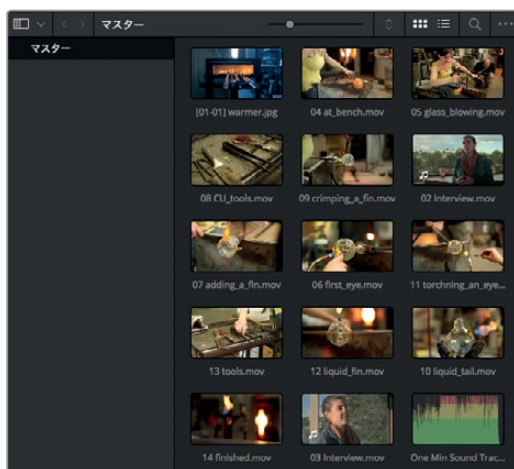 マスター
マスター
[01-01] warmer.jpg
04 at_bench.mov
05 glass_blowing.mov
08 CU_tools.mov
09 crimping_a_fin.mov
02 Interview.mov
07 adding_a_fin.mov
06 first_eye.mov
11 torchning_an_eye...
13 tools.mov
12 liquid_fin.mov
10 liquid_tail.mov
14 finished.mov
03 Interview.mov
One Min Sound Trac...